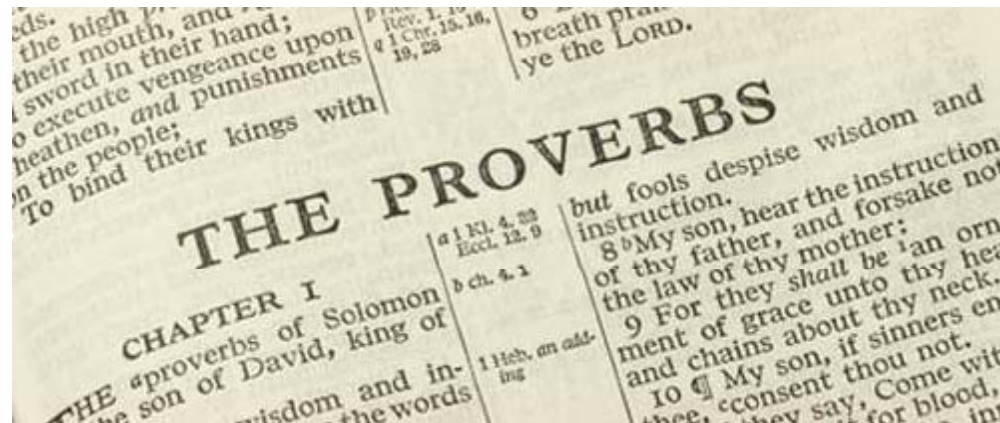 eds.
the high
their mouth, and
sword in their hand;
o execute vengeance upon
heathen, and punishments
on the people;
To bind their kings with
Rev. 1. 16
q 1 Chr. 15. 16,
19, 28
6
breath
ye the LORD.
THE PROVERBS
CHAPTER I
THE aproverbs of Solomon
the son of David, king of
wisdom and in-
the words
a 1 Ki. 4. 32
Eccl. 12. 9
b ch. 4. 1
1 Heb. an add-
ing
but fools despise wisdom and
instruction.
8 bMy son, hear the instruction
of thy father, and forsake not
the law of thy mother:
9 For they shall be 1an orn
ment of grace unto thy hea
and chains about thy neck.
10 ¶ My son, if sinners en
thee, cconsent thou not.
they say, Come with
for blood,